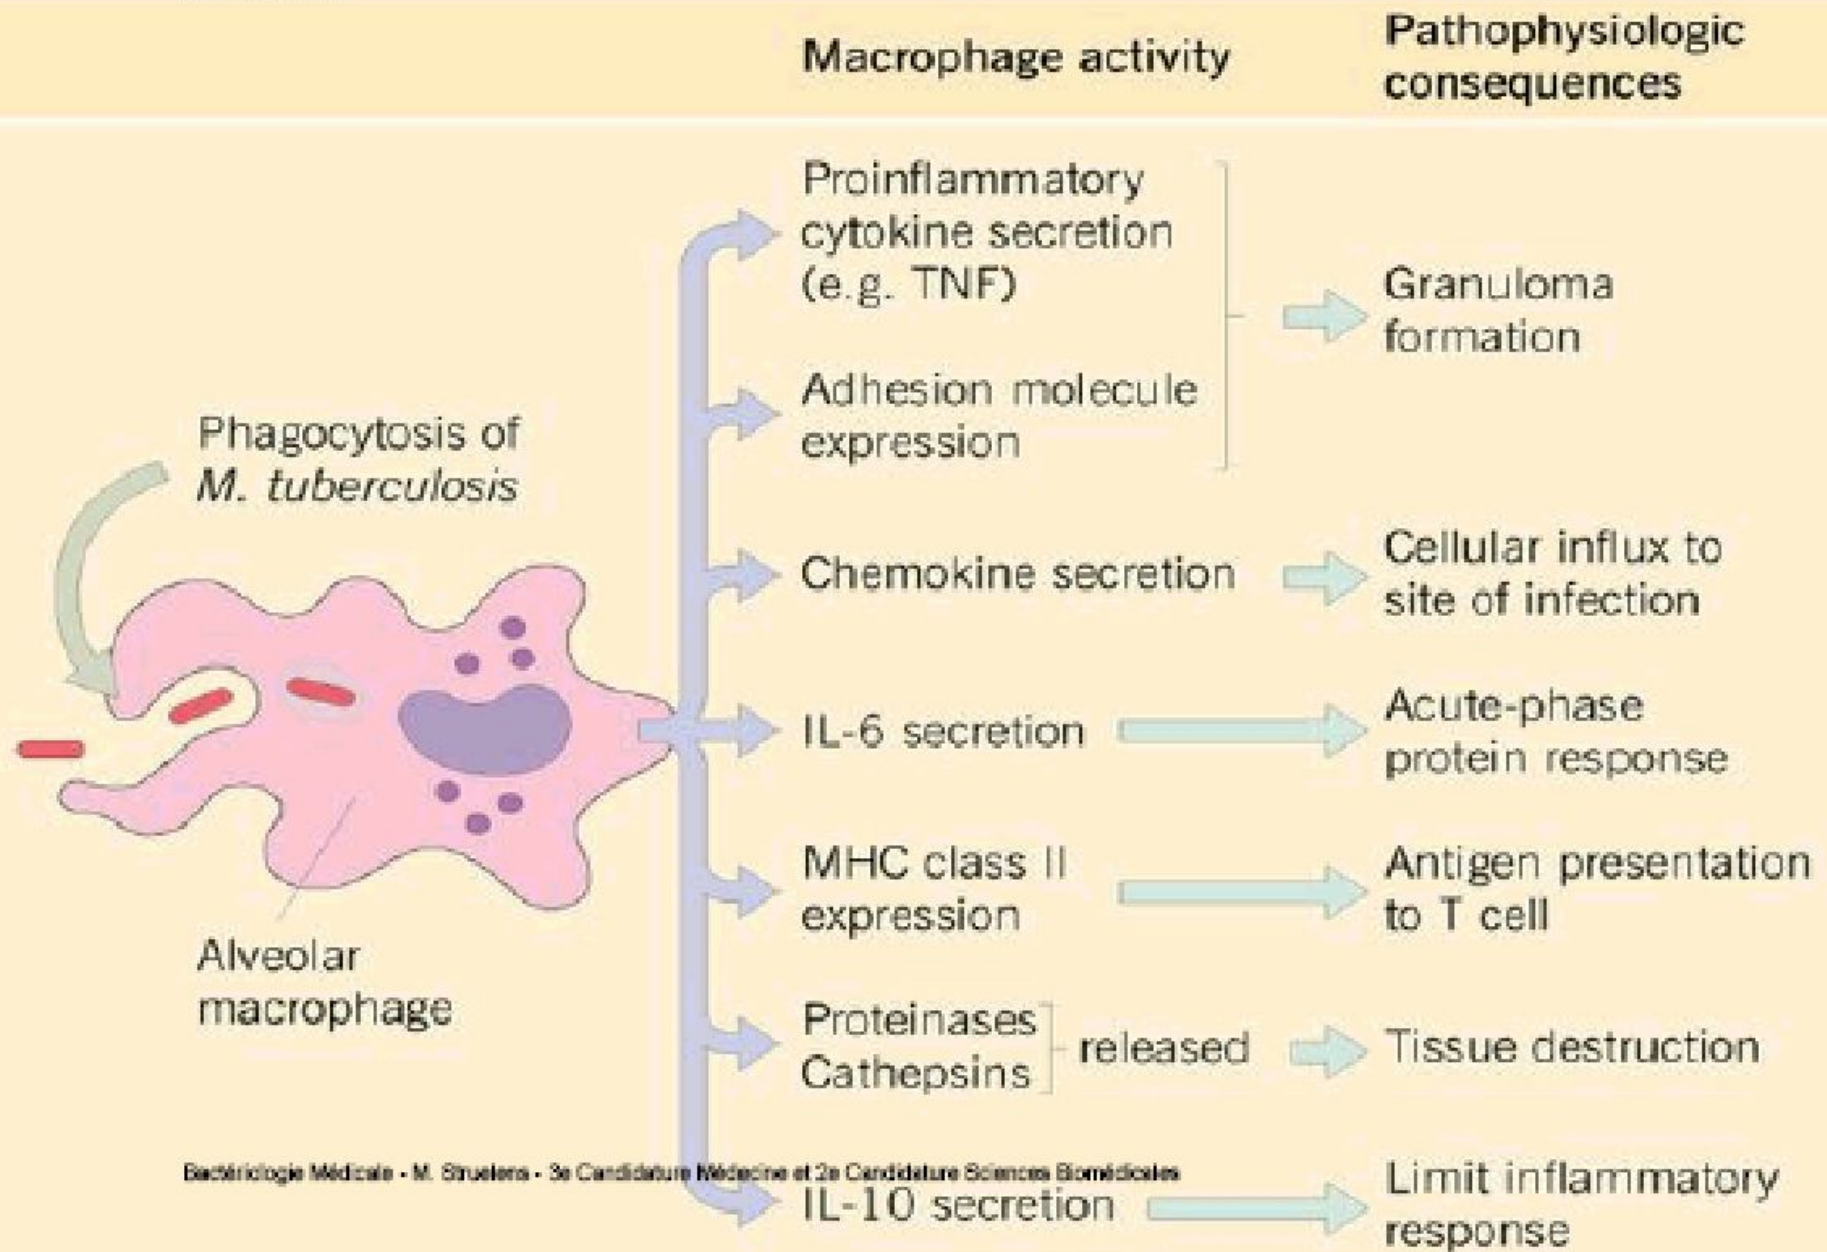 Macrophage activity
Pathophysiologic
consequences
Proinflammatory
cytokine secretion
(e.g. TNF)
Granuloma
formation
Adhesion molecule
expression
Phagocytosis of
M. tuberculosis
Chemokine secretion
Cellular influx to
site of infection
IL-6 secretion
Acute-phase
protein response
MHC class II
expression
Antigen presentation
to T cell
Alveolar
macrophage
Proteinases
Cathepsins
released
Tissue destruction
Bactériologie Médicale - M. Struelens - 3e Candidature Médecine et 2e Candidature Sciences Biomédicales
IL-10 secretion
Limit inflammatory
response